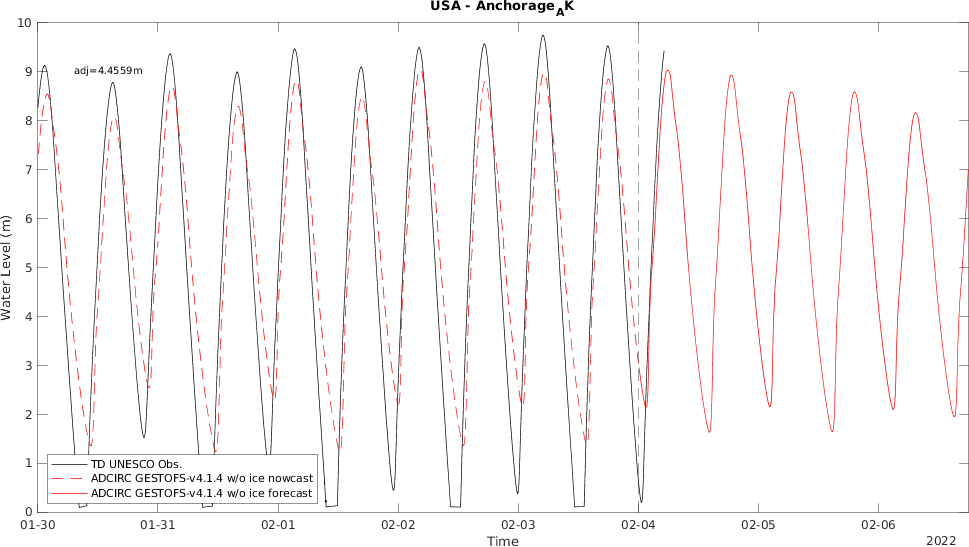 USA - Anchorage_AK
10
9
8
7
6
5
4
3
2
1
0
Water Level (m)
adj=4.4559m
TD UNESCO Obs.
ADCIRC GESTOFS-v4.1.4 w/o ice nowcast
ADCIRC GESTOFS-v4.1.4 w/o ice forecast
01-30 01-31 02-01 02-02 02-03 02-04 02-05 02-06
Time
2022